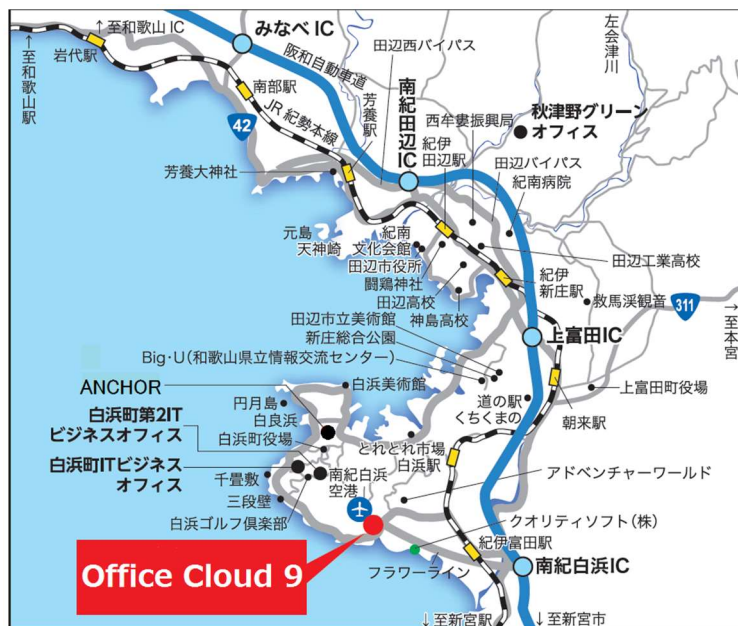 ↑至和歌山IC
みなべIC
左会津川
岩代駅
阪和自動車道
田辺西バイパス
←至和歌山駅
南部駅
JR紀勢本線
芳養駅
南紀田辺IC
西牟婁振興局
秋津野グリーン
オフィス
42
紀伊
田辺駅
田辺バイパス
紀南病院
芳養大神社
元島
天神崎
紀南
文化会館
田辺市役所
闘鶏神社
田辺高校
神島高校
田辺工業高校
紀伊
新庄駅
救馬渓観音
311
→至本宮
田辺市立美術館
新庄総合公園
Big・U(和歌山県立情報交流センター)
上富田IC
ANCHOR
白浜美術館
道の駅
くちくまの
上富田町役場
朝来駅
円月島
白良浜
白浜町第2IT
ビジネスオフィス
白浜町役場
とれとれ市場
白浜駅
白浜町ITビジネス
オフィス
千畳敷
南紀白浜
空港
アドベンチャーワールド
三段壁
白浜ゴルフ倶楽部
クオリティソフト(株)
紀伊富田駅
Office Cloud 9
フラワーライン
南紀白浜IC
↓至新宮駅
↓至新宮市